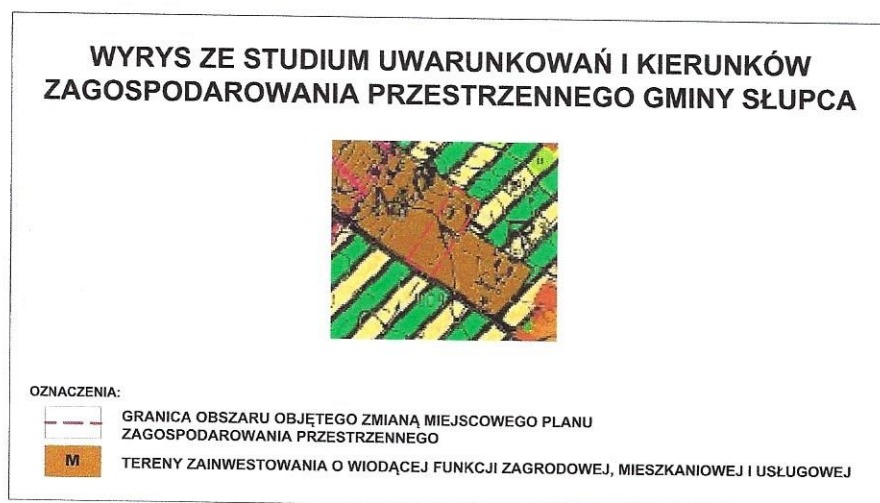 WYRYS ZE STUDIUM UWARUNKOWAŃ I KIERUNKÓW
ZAGOSPODAROWANIA PRZESTRZENNEGO GMINY SŁUPCA
OZNACZENIA:
GRANICA OBSZARU OBJĘTEGO ZMIANĄ MIEJSCOWEGO PLANU
ZAGOSPODAROWANIA PRZESTRZENNEGO
M TERENY ZAINWESTOWANIA O WIODĄCEJ FUNKCJI ZAGRODOWEJ, MIESZKANIOWEJ I USŁUGOWEJ